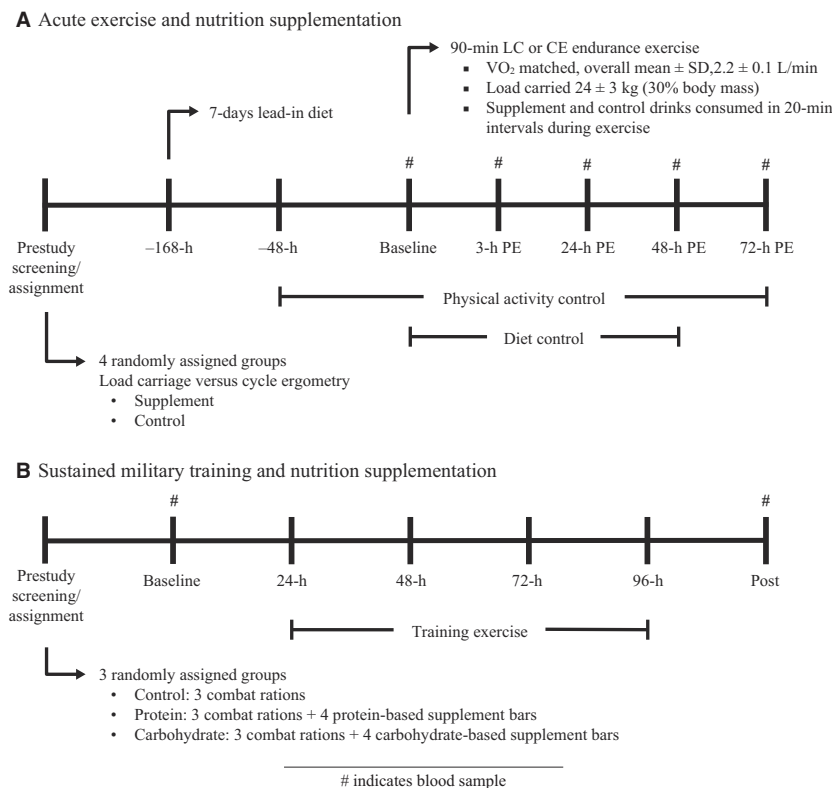 A Acute exercise and nutrition supplementation
90-min LC or CE endurance exercise
▪ VO₂ matched, overall mean ± SD,2.2 ± 0.1 L/min
▪ Load carried 24 ± 3 kg (30% body mass)
▪ Supplement and control drinks consumed in 20-min
intervals during exercise
7-days lead-in diet
# # # # #
Prestudy
screening/
assignment
–168-h
–48-h
Baseline
3-h PE
24-h PE
48-h PE
72-h PE
Physical activity control
Diet control
4 randomly assigned groups
Load carriage versus cycle ergometry
• Supplement
• Control
B Sustained military training and nutrition supplementation
# #
Prestudy
screening/
assignment
Baseline
24-h
48-h
72-h
96-h
Post
Training exercise
3 randomly assigned groups
• Control: 3 combat rations
• Protein: 3 combat rations + 4 protein-based supplement bars
• Carbohydrate: 3 combat rations + 4 carbohydrate-based supplement bars
# indicates blood sample